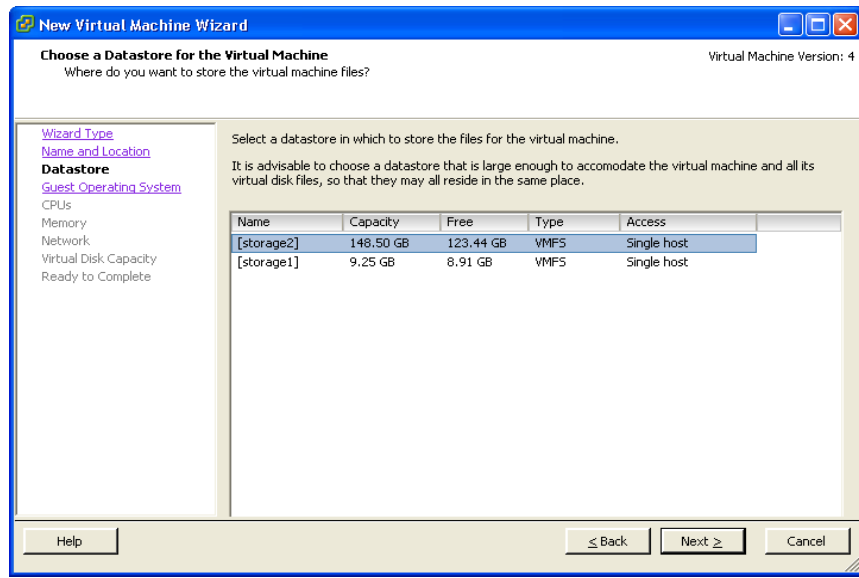 New Virtual Machine Wizard
Choose a Datastore for the Virtual Machine
Where do you want to store the virtual machine files?
Virtual Machine Version: 4
Wizard Type
Name and Location
Datastore
Guest Operating System
CPUs
Memory
Network
Virtual Disk Capacity
Ready to Complete
Select a datastore in which to store the files for the virtual machine.
It is advisable to choose a datastore that is large enough to accomodate the virtual machine and all its
virtual disk files, so that they may all reside in the same place.
Name Capacity Free Type Access
[storage2] 148.50 GB 123.44 GB VMFS Single host
[storage1] 9.25 GB 8.91 GB VMFS Single host
Help
< Back
Next >
Cancel